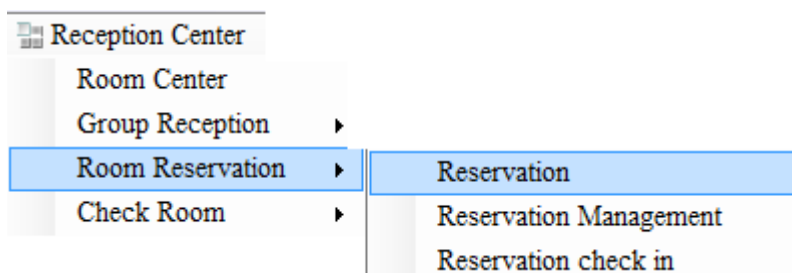 Reception Center
Room Center
Group Reception
Room Reservation
Check Room
Reservation
Reservation Management
Reservation check in